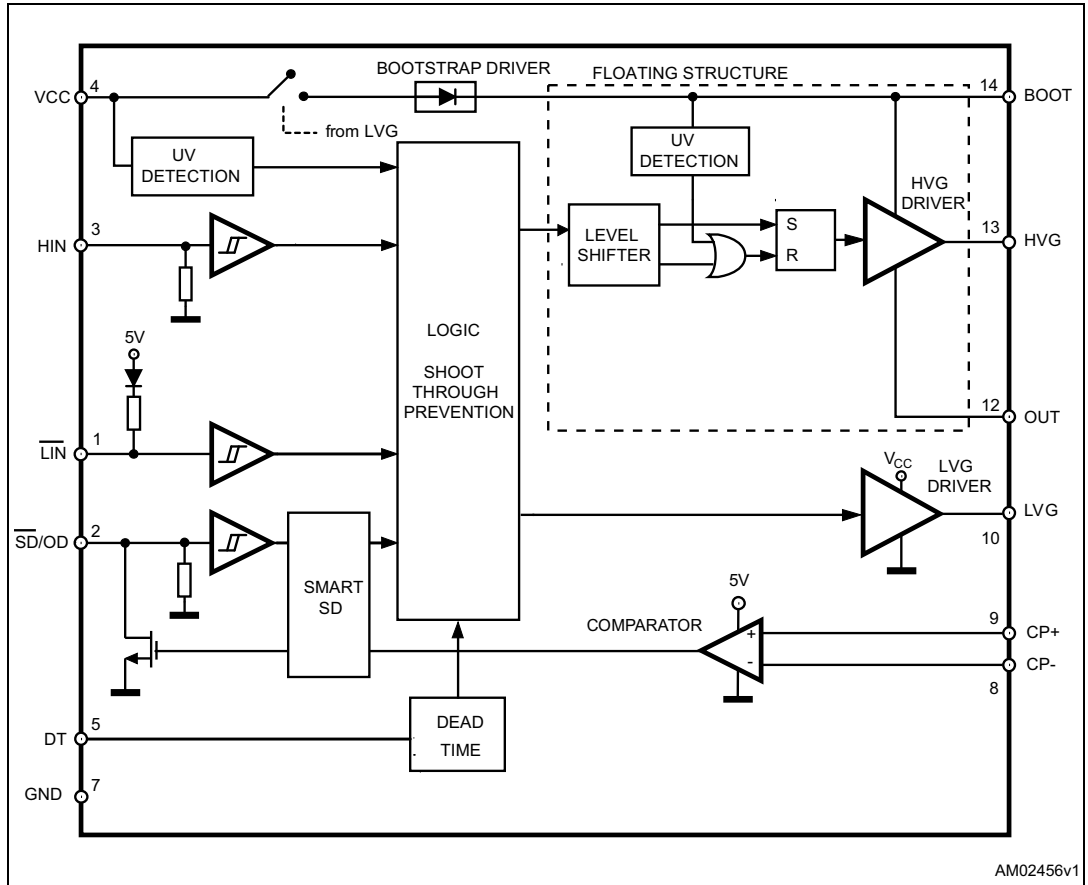 BOOTSTRAP DRIVER
FLOATING STRUCTURE
VCC
4
14
BOOT
from LVG
UV
DETECTION
UV
DETECTION
HVG
DRIVER
HIN
3
LEVEL
SHIFTER
S
R
13
HVG
5V
LOGIC
SHOOT
THROUGH
PREVENTION
12
OUT
LIN
1
VCC
LVG
DRIVER
LVG
10
SD/OD
2
SMART
SD
5V
COMPARATOR
+
-
9
CP+
CP-
8
DT
5
DEAD
TIME
GND
7
AM02456v1